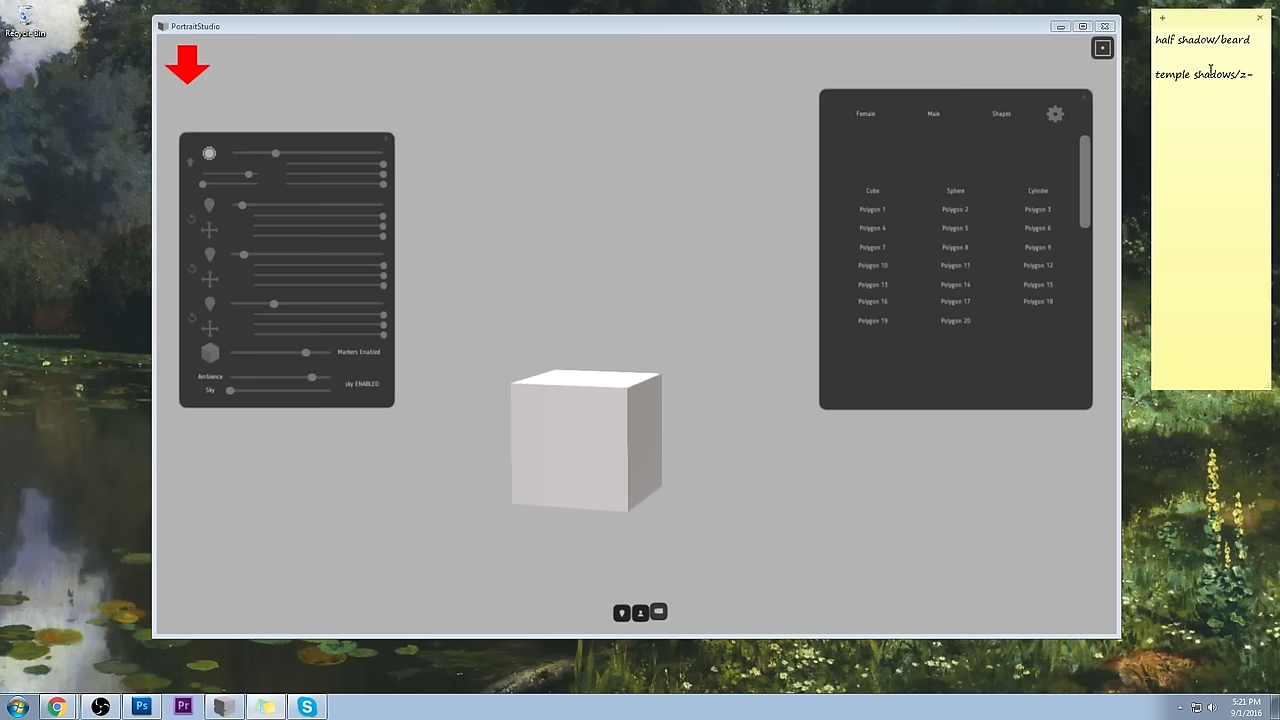 Recycle Bin
PortraitStudio
half shadow/beard
temple shadows/z-
Female Male Shapes
Cube Sphere Cylinder
Polygon 1 Polygon 2 Polygon 3
Polygon 4 Polygon 5 Polygon 6
Polygon 7 Polygon 8 Polygon 9
Polygon 10 Polygon 11 Polygon 12
Polygon 13 Polygon 14 Polygon 15
Polygon 16 Polygon 17 Polygon 18
Polygon 19 Polygon 20
Markers Enabled
Ambience
Sky
sky ENABLED
Ps
Pr
5:21 PM
9/1/2016